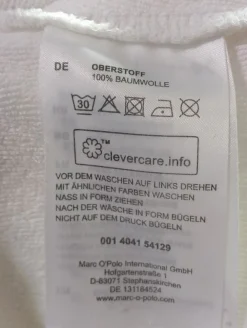 DE OBERSTOFF
100% BAUMWOLLE
30
clevercare.info™
VOR DEM WASCHEN AUF LINKS DREHEN
MIT ÄHNLICHEN FARBEN WASCHEN
NASS IN FORM ZIEHEN
NACH DER WÄSCHE IN FORM BÜGELN
NICHT AUF DEM DRUCK BÜGELN
001 4041 54129
Marc O'Polo International GmbH
Hofgartenstraße 1
D-83071 Stephanskirchen
DE 131184524
www.marc-o-polo.com